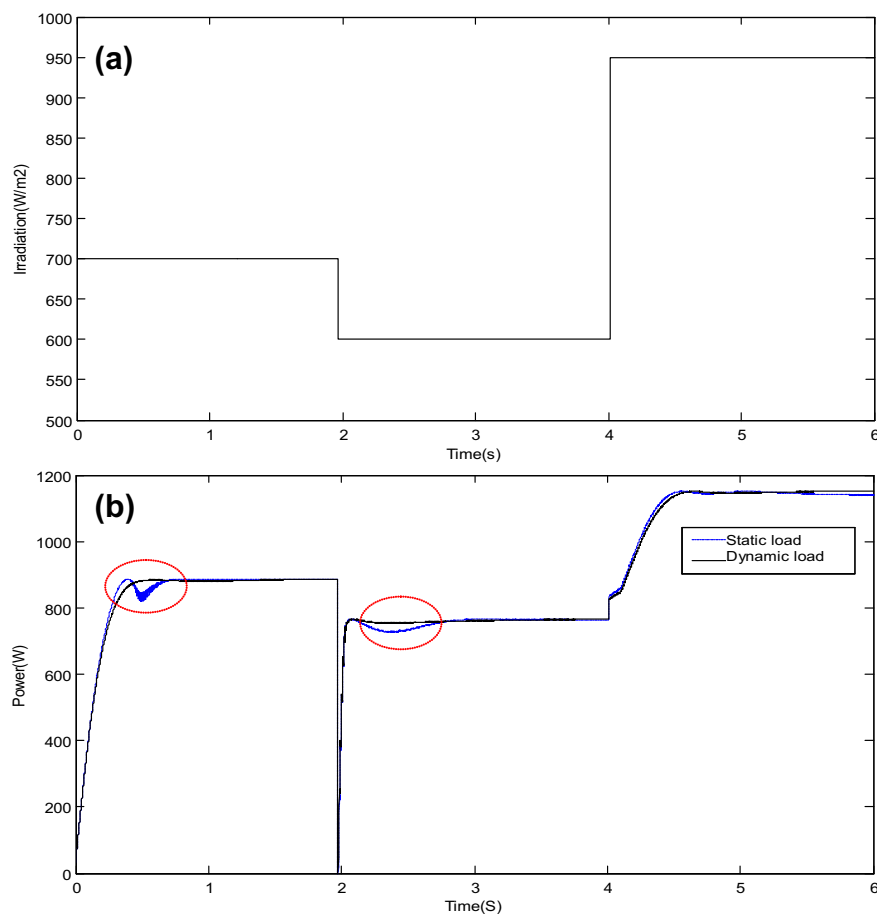 1000
(a)
950
900
850
800
750
700
650
600
550
500
Irradiation(W/m2)
0 1 2 3 4 5 6
Time(s)
1200
(b)
1000
800
600
400
200
0
Power(W)
Static load
Dynamic load
0 1 2 3 4 5 6
Time(S)